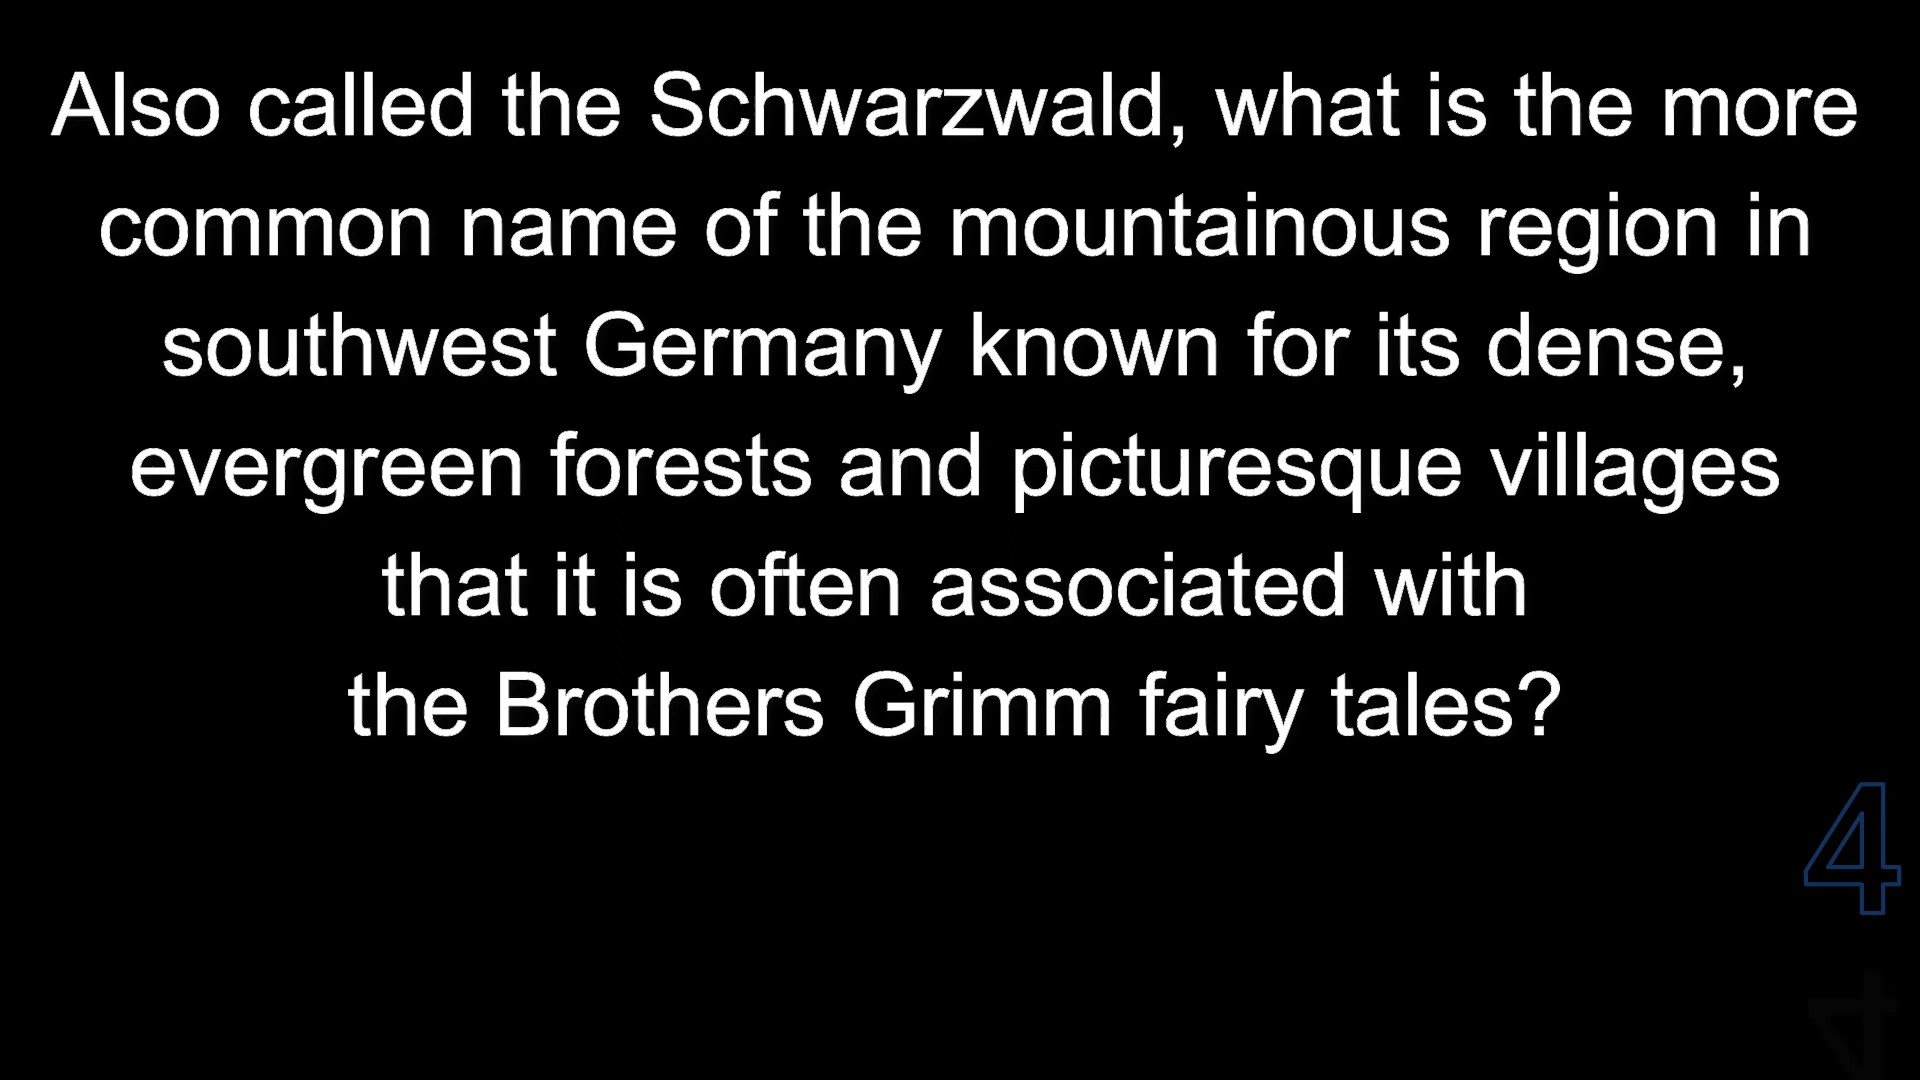 Also called the Schwarzwald, what is the more
common name of the mountainous region in
southwest Germany known for its dense,
evergreen forests and picturesque villages
that it is often associated with
the Brothers Grimm fairy tales?
4